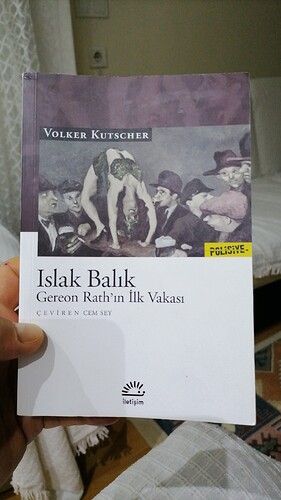 VOLKER KUTSCHER
POLİSİYE
Islak Balık
Gereon Rath'ın İlk Vakası
ÇEVİREN CEM SEY
iletişim